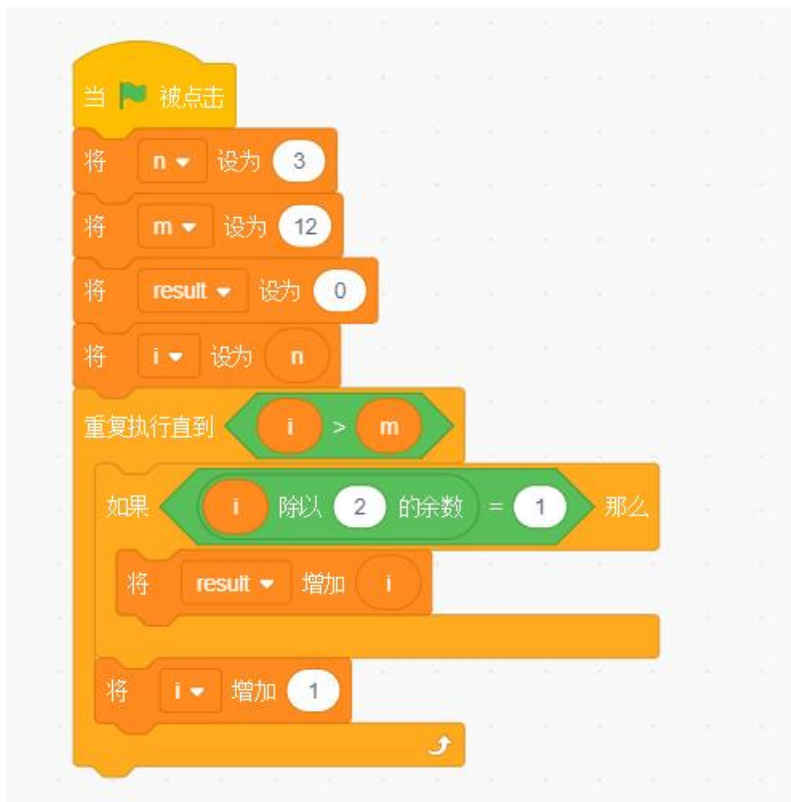 当 被点击
将 n 设为 3
将 m 设为 12
将 result 设为 0
将 i 设为 n
重复执行直到 i > m
如果 i 除以 2 的余数 = 1 那么
将 result 增加 i
将 i 增加 1